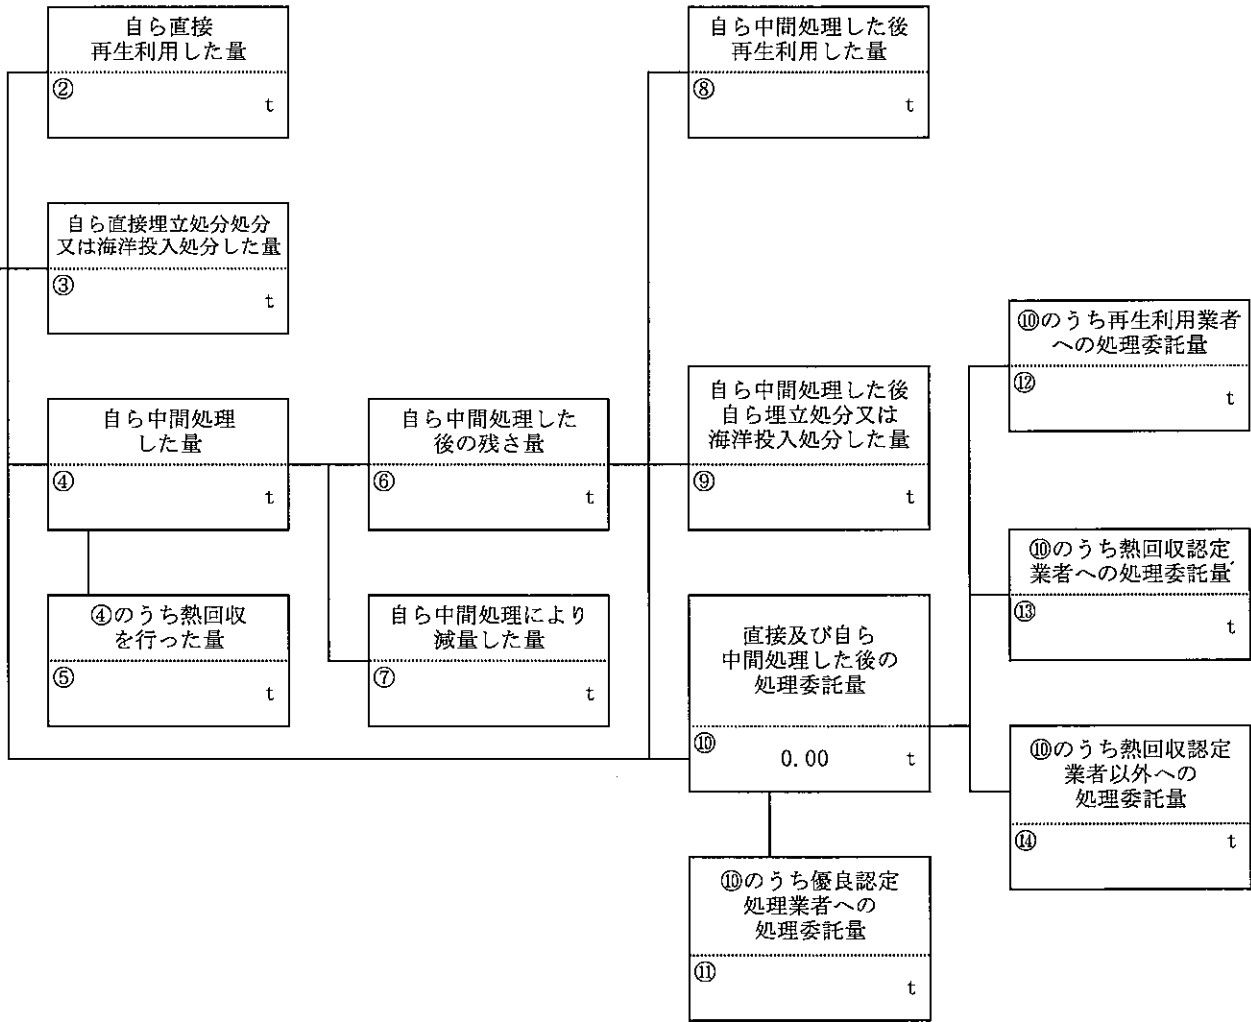 自ら直接
再生利用した量
②
t
自ら直接埋立処分処分
又は海洋投入処分した量
③
t
自ら中間処理
した量
④
t
④のうち熱回収
を行った量
⑤
t
自ら中間処理した
後の残さ量
⑥
t
自ら中間処理により
減量した量
⑦
t
自ら中間処理した後
再生利用した量
⑧
t
自ら中間処理した後
自ら埋立処分又は
海洋投入処分した量
⑨
t
直接及び自ら
中間処理した後の
処理委託量
⑩
0.00 t
⑩のうち優良認定
処理業者への
処理委託量
⑪
t
⑩のうち再生利用業者
への処理委託量
⑫
t
⑩のうち熱回収認定
業者への処理委託量
⑬
t
⑩のうち熱回収認定
業者以外への
処理委託量
⑭
t